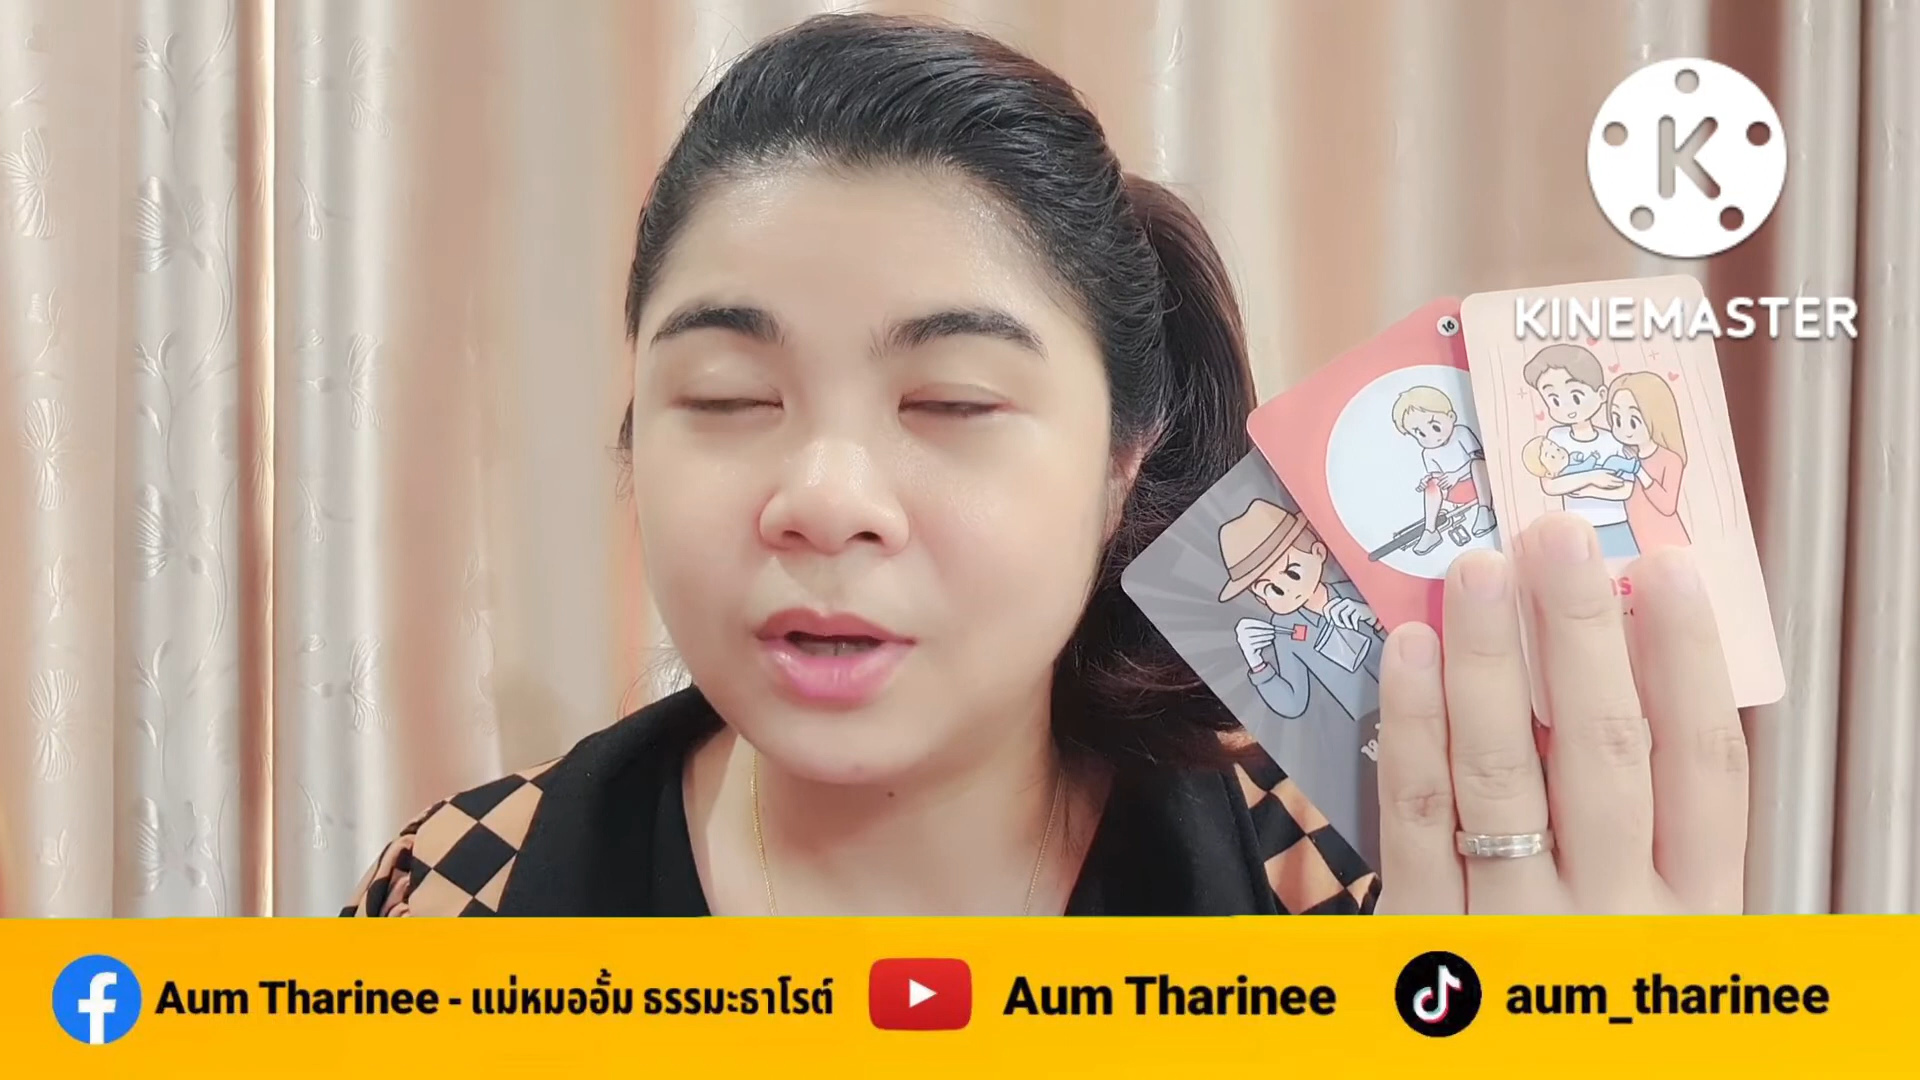 K
KINEMASTER
16
Aum Tharinee - แม่หมออั้ม ธรรมะธาโรต์
Aum Tharinee
aum_tharinee